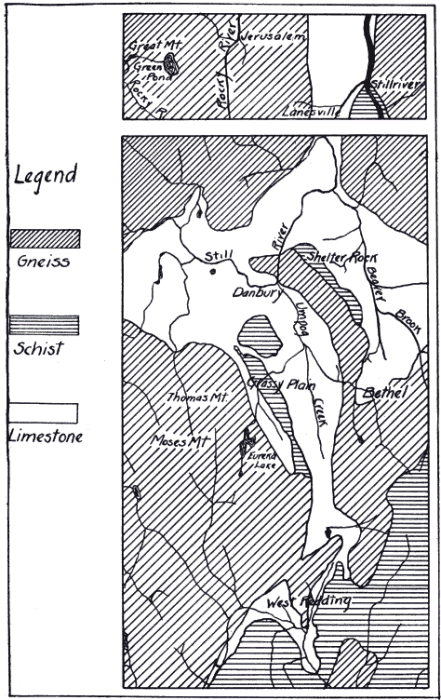 Great Mt.
Green
Pond
Rocky R
Rocky River
Jerusalem
Stillriver
Lanesville
Legend
Gneiss
Schist
Limestone
Still
River
Shelter Rock
Danbury
Umpog
Creek
Beaver
Brook
Grassy Plain
Bethel
Thomas Mt.
Moses Mt
Eureka
Lake
West Redding